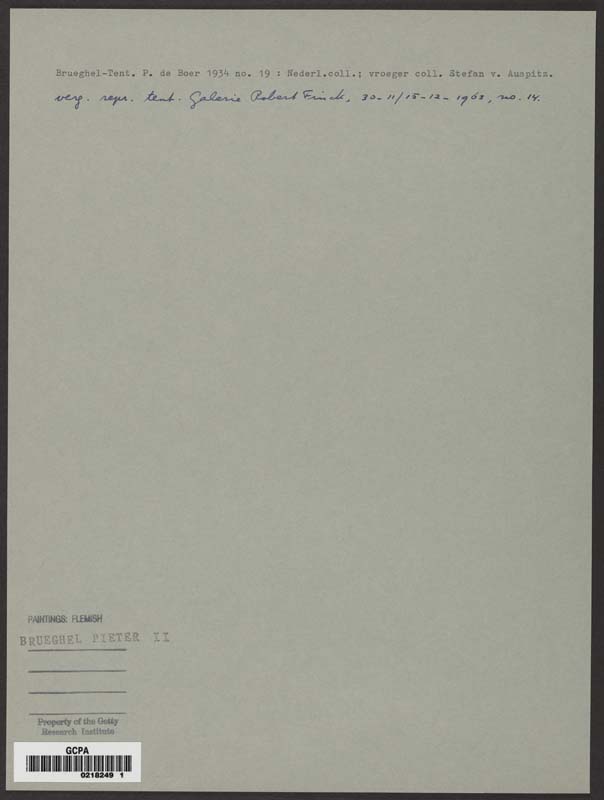 Brueghel-Tent. P. de Boer 1934 no. 19 : Nederl.coll.; vroeger coll. Stefan v. Auspitz.
verg. repr. tent. Galerie Robert Finck, 30-11/15-12-1963, no. 14.
PAINTINGS: FLEMISH
BRUEGHEL PIETER II
Property of the Getty
Research Institute
GCPA
0218249 1